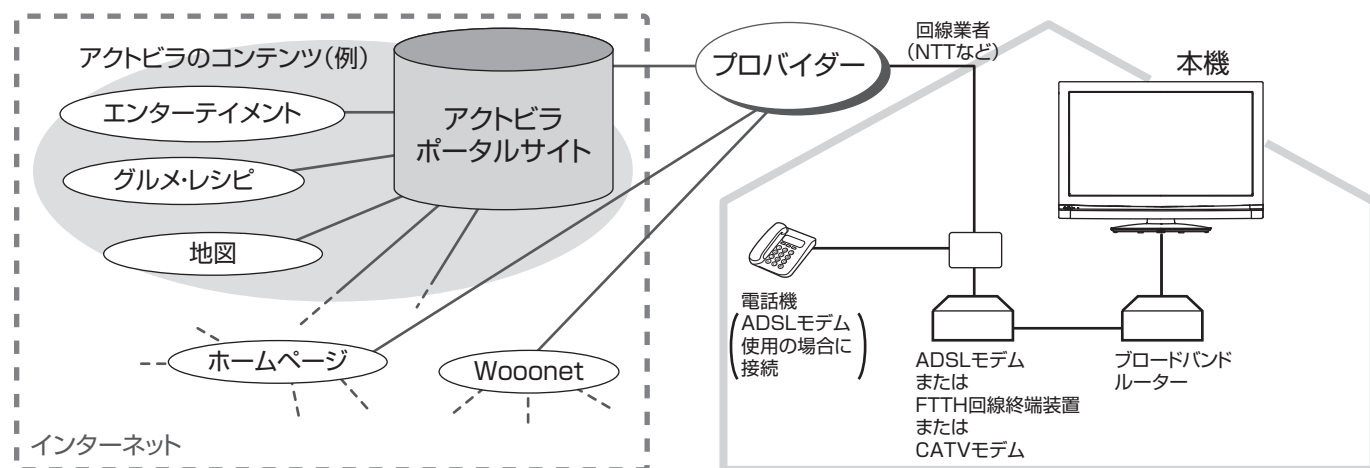 アクトビラのコンテンツ(例)
エンターテイメント
グルメ・レシピ
地図
アクトビラ
ポータルサイト
ホームページ
Wooonet
インターネット
プロバイダー
回線業者
(NTTなど)
本機
電話機
(ADSLモデム
使用の場合に
接続)
ADSLモデム
または
FTTH回線終端装置
または
CATVモデム
ブロードバンド
ルーター